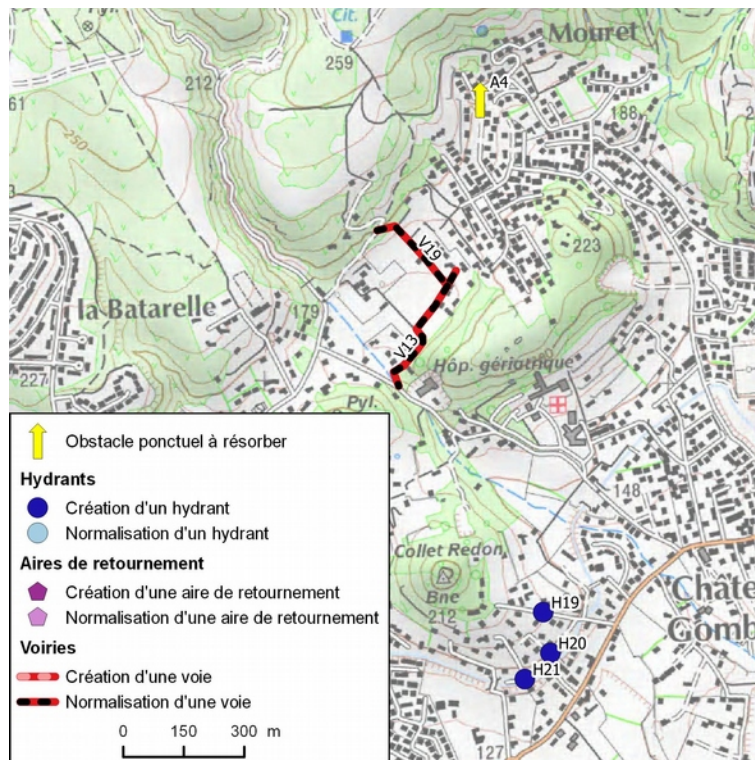 Cit.
Mouret
212
259
A4
61
188
250
V19
223
la Batarelle
179
V13
Hôp. gériatrique
227
Pyl.
148
Collet Redon
Bne
212
H19
Châte
Gomb
H20
H21
127
Obstacle ponctuel à résorber
Hydrants
Création d'un hydrant
Normalisation d'un hydrant
Aires de retournement
Création d'une aire de retournement
Normalisation d'une aire de retournement
Voiries
Création d'une voie
Normalisation d'une voie
0 150 300 m